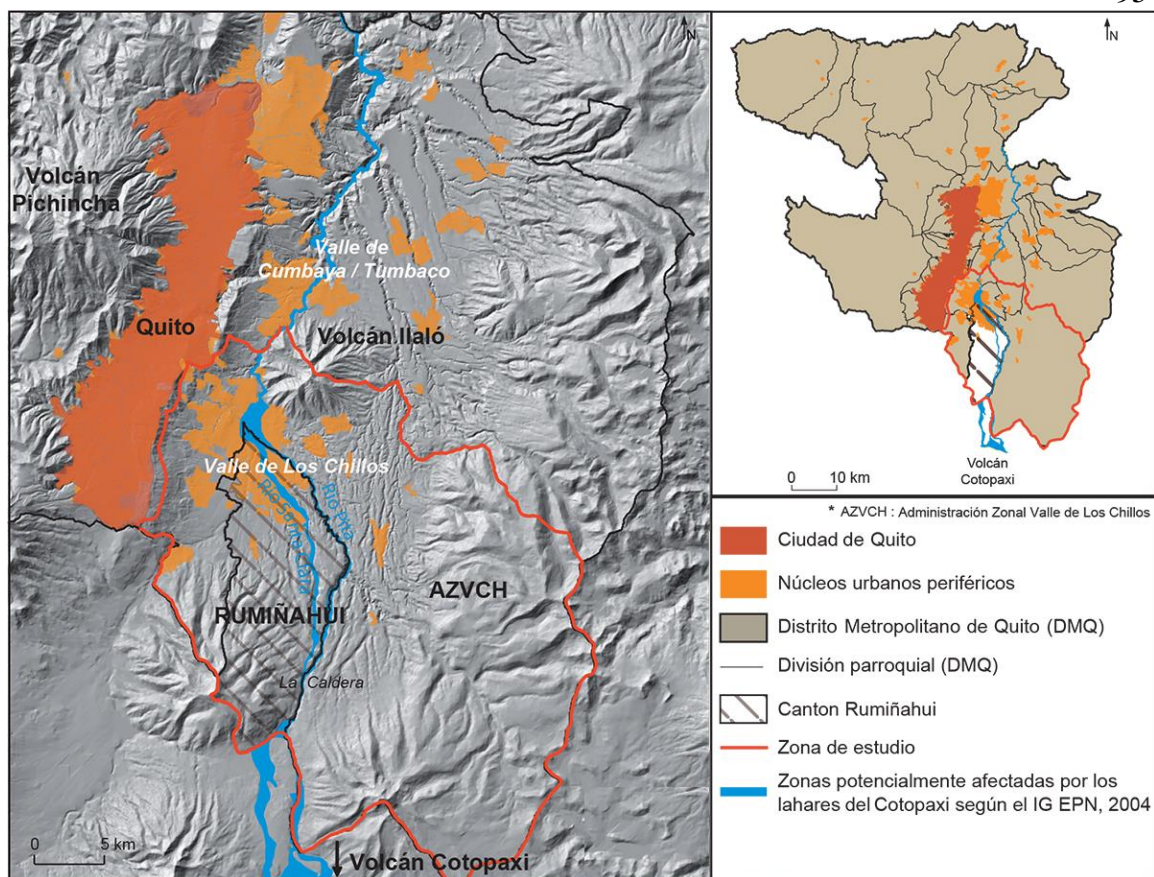 N
Volcán
Pichincha
Valle de
Cumbaya / Tumbaco
Quito
Volcán Ilaló
Valle de Los Chillos
Río Pita
Río Santa Clara
AZVCH
RUMIÑAHUI
La Caldera
0 5 km
Volcán Cotopaxi
N
Volcán
Cotopaxi
0 10 km
* AZVCH : Administración Zonal Valle de Los Chillos
Ciudad de Quito
Núcleos urbanos periféricos
Distrito Metropolitano de Quito (DMQ)
División parroquial (DMQ)
Canton Rumiñahui
Zona de estudio
Zonas potencialmente afectadas por los
lahares del Cotopaxi según el IG EPN, 2004